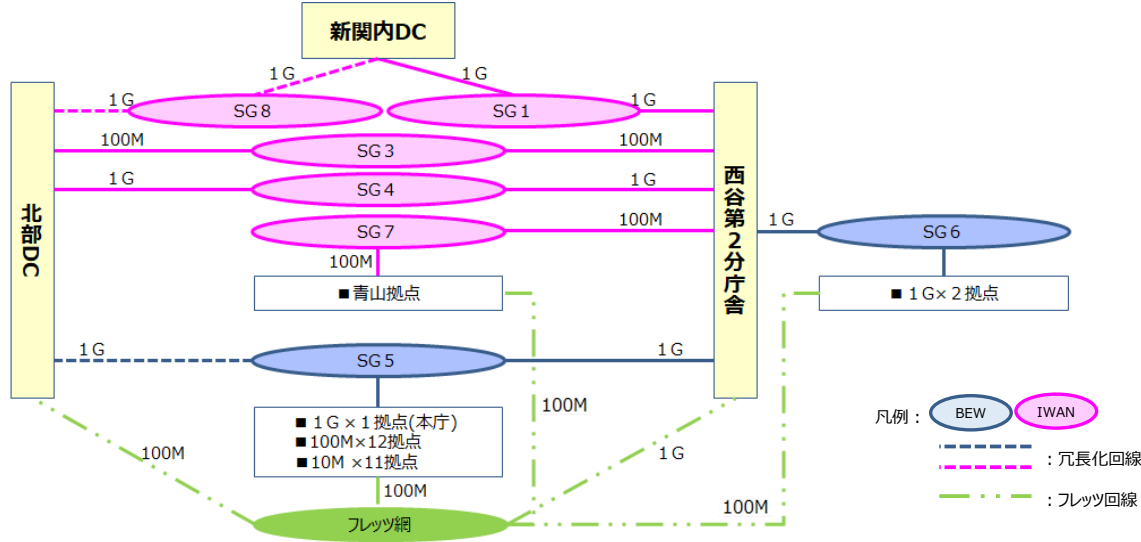 新関内DC
1G
1G
1G
SG8
SG1
1G
100M
SG3
100M
1G
SG4
1G
SG7
100M
100M
北部DC
西谷第2分庁舎
1G
SG6
■青山拠点
■ 1G×2拠点
1G
SG5
1G
■ 1G×1拠点(本庁)
■100M×12拠点
■10M ×11拠点
100M
100M
1G
100M
100M
フレッツ網
凡例：
BEW
IWAN
：冗長化回線
：フレッツ回線